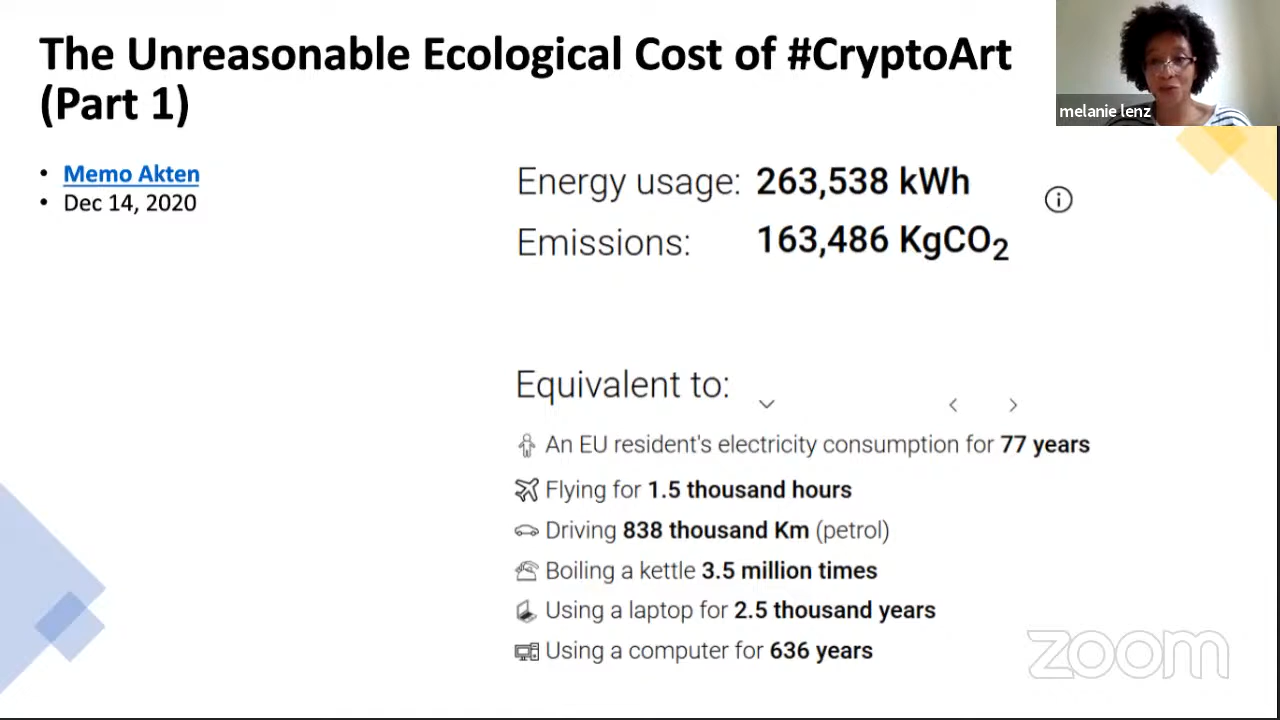 The Unreasonable Ecological Cost of #CryptoArt
(Part 1)
melanie lenz
• Memo Akten
• Dec 14, 2020
Energy usage: 263,538 kWh
Emissions: 163,486 KgCO₂
Equivalent to:
An EU resident's electricity consumption for 77 years
Flying for 1.5 thousand hours
Driving 838 thousand Km (petrol)
Boiling a kettle 3.5 million times
Using a laptop for 2.5 thousand years
Using a computer for 636 years
zoom